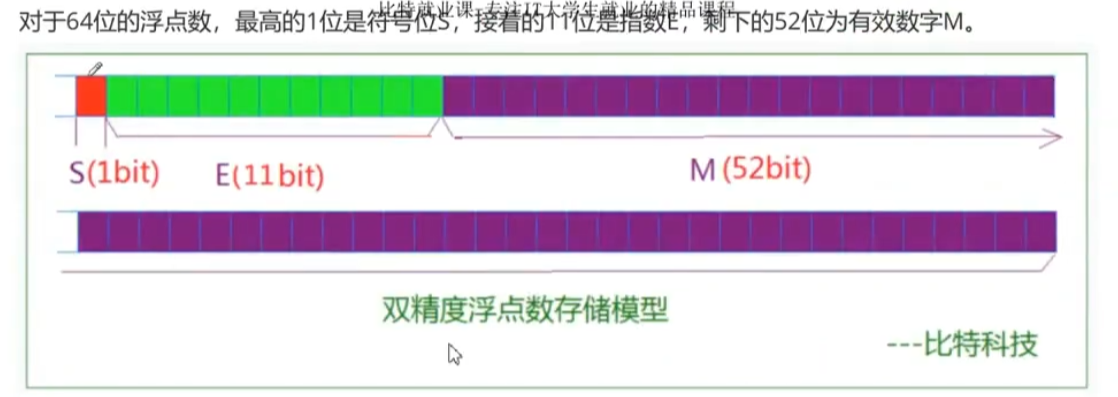 比特就业课-专注IT大学生就业的精品课程
对于64位的浮点数，最高的1位是符号位S，接着的11位是指数E，剩下的52位为有效数字M。
S(1bit) E(11bit) M(52bit)
双精度浮点数存储模型
---比特科技